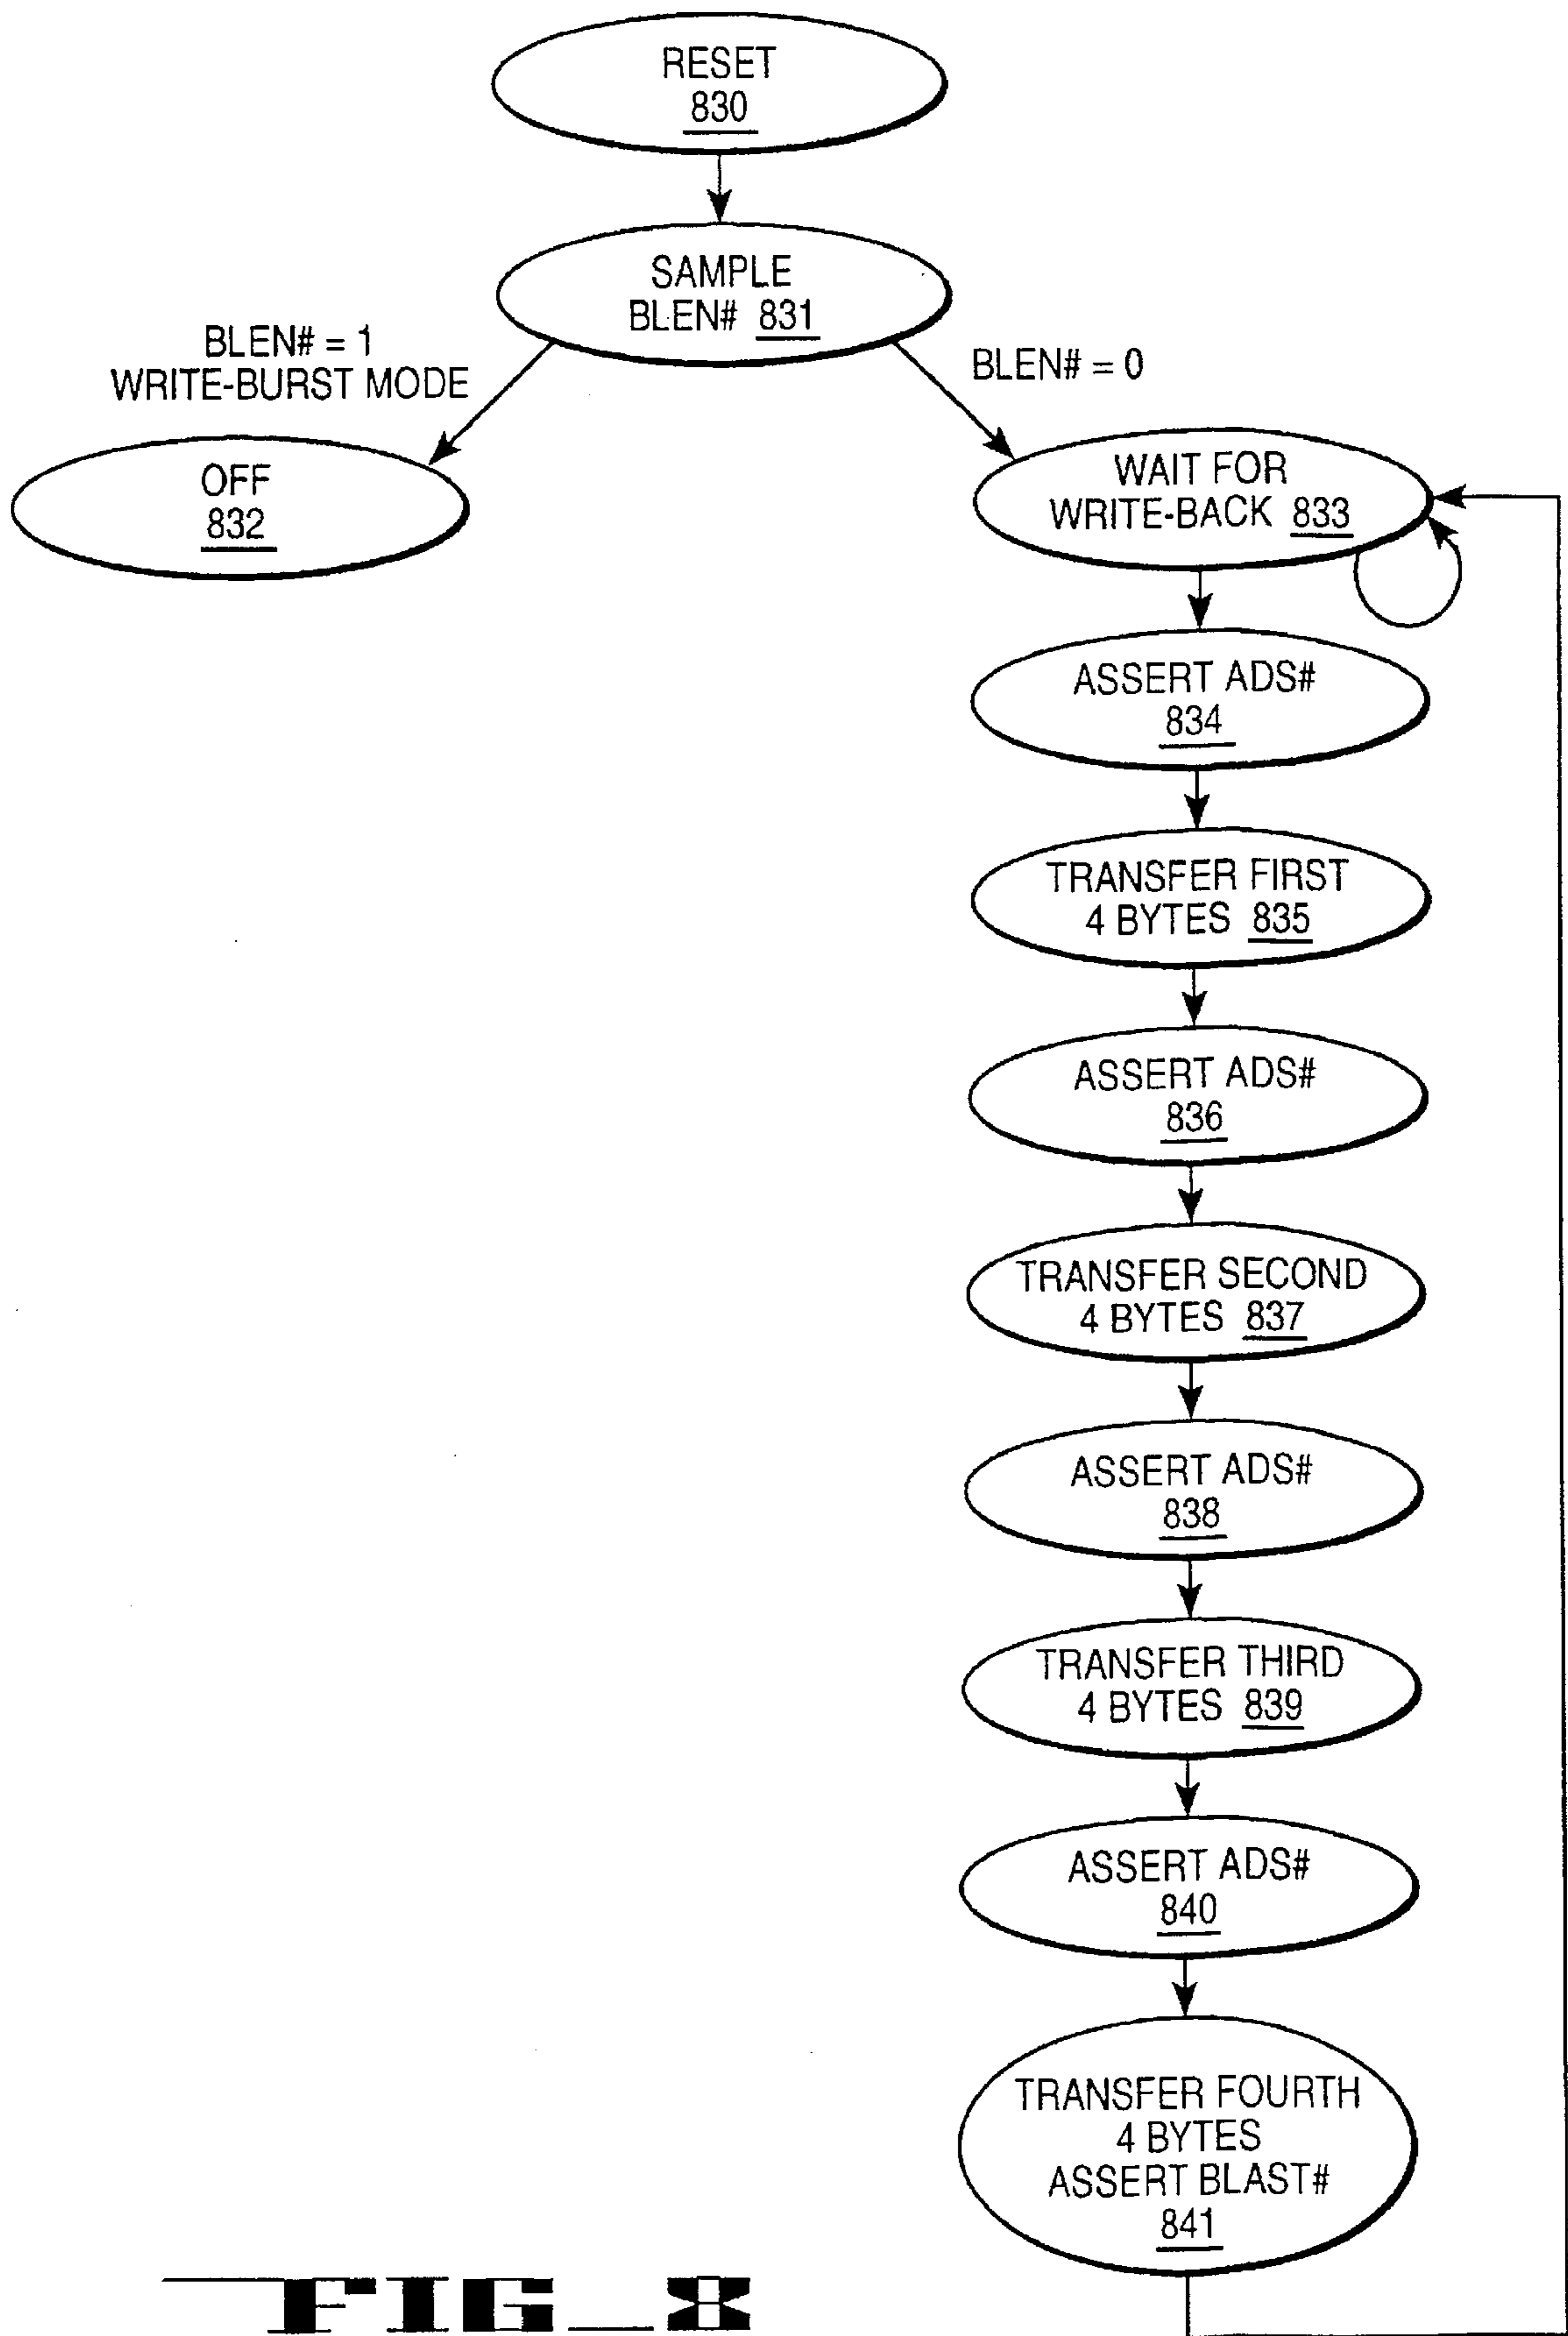 RESET
830
SAMPLE
BLEN# 831
BLEN# = 1
WRITE-BURST MODE
BLEN# = 0
OFF
832
WAIT FOR
WRITE-BACK 833
ASSERT ADS#
834
TRANSFER FIRST
4 BYTES 835
ASSERT ADS#
836
TRANSFER SECOND
4 BYTES 837
ASSERT ADS#
838
TRANSFER THIRD
4 BYTES 839
ASSERT ADS#
840
TRANSFER FOURTH
4 BYTES
ASSERT BLAST#
841
FIG_8